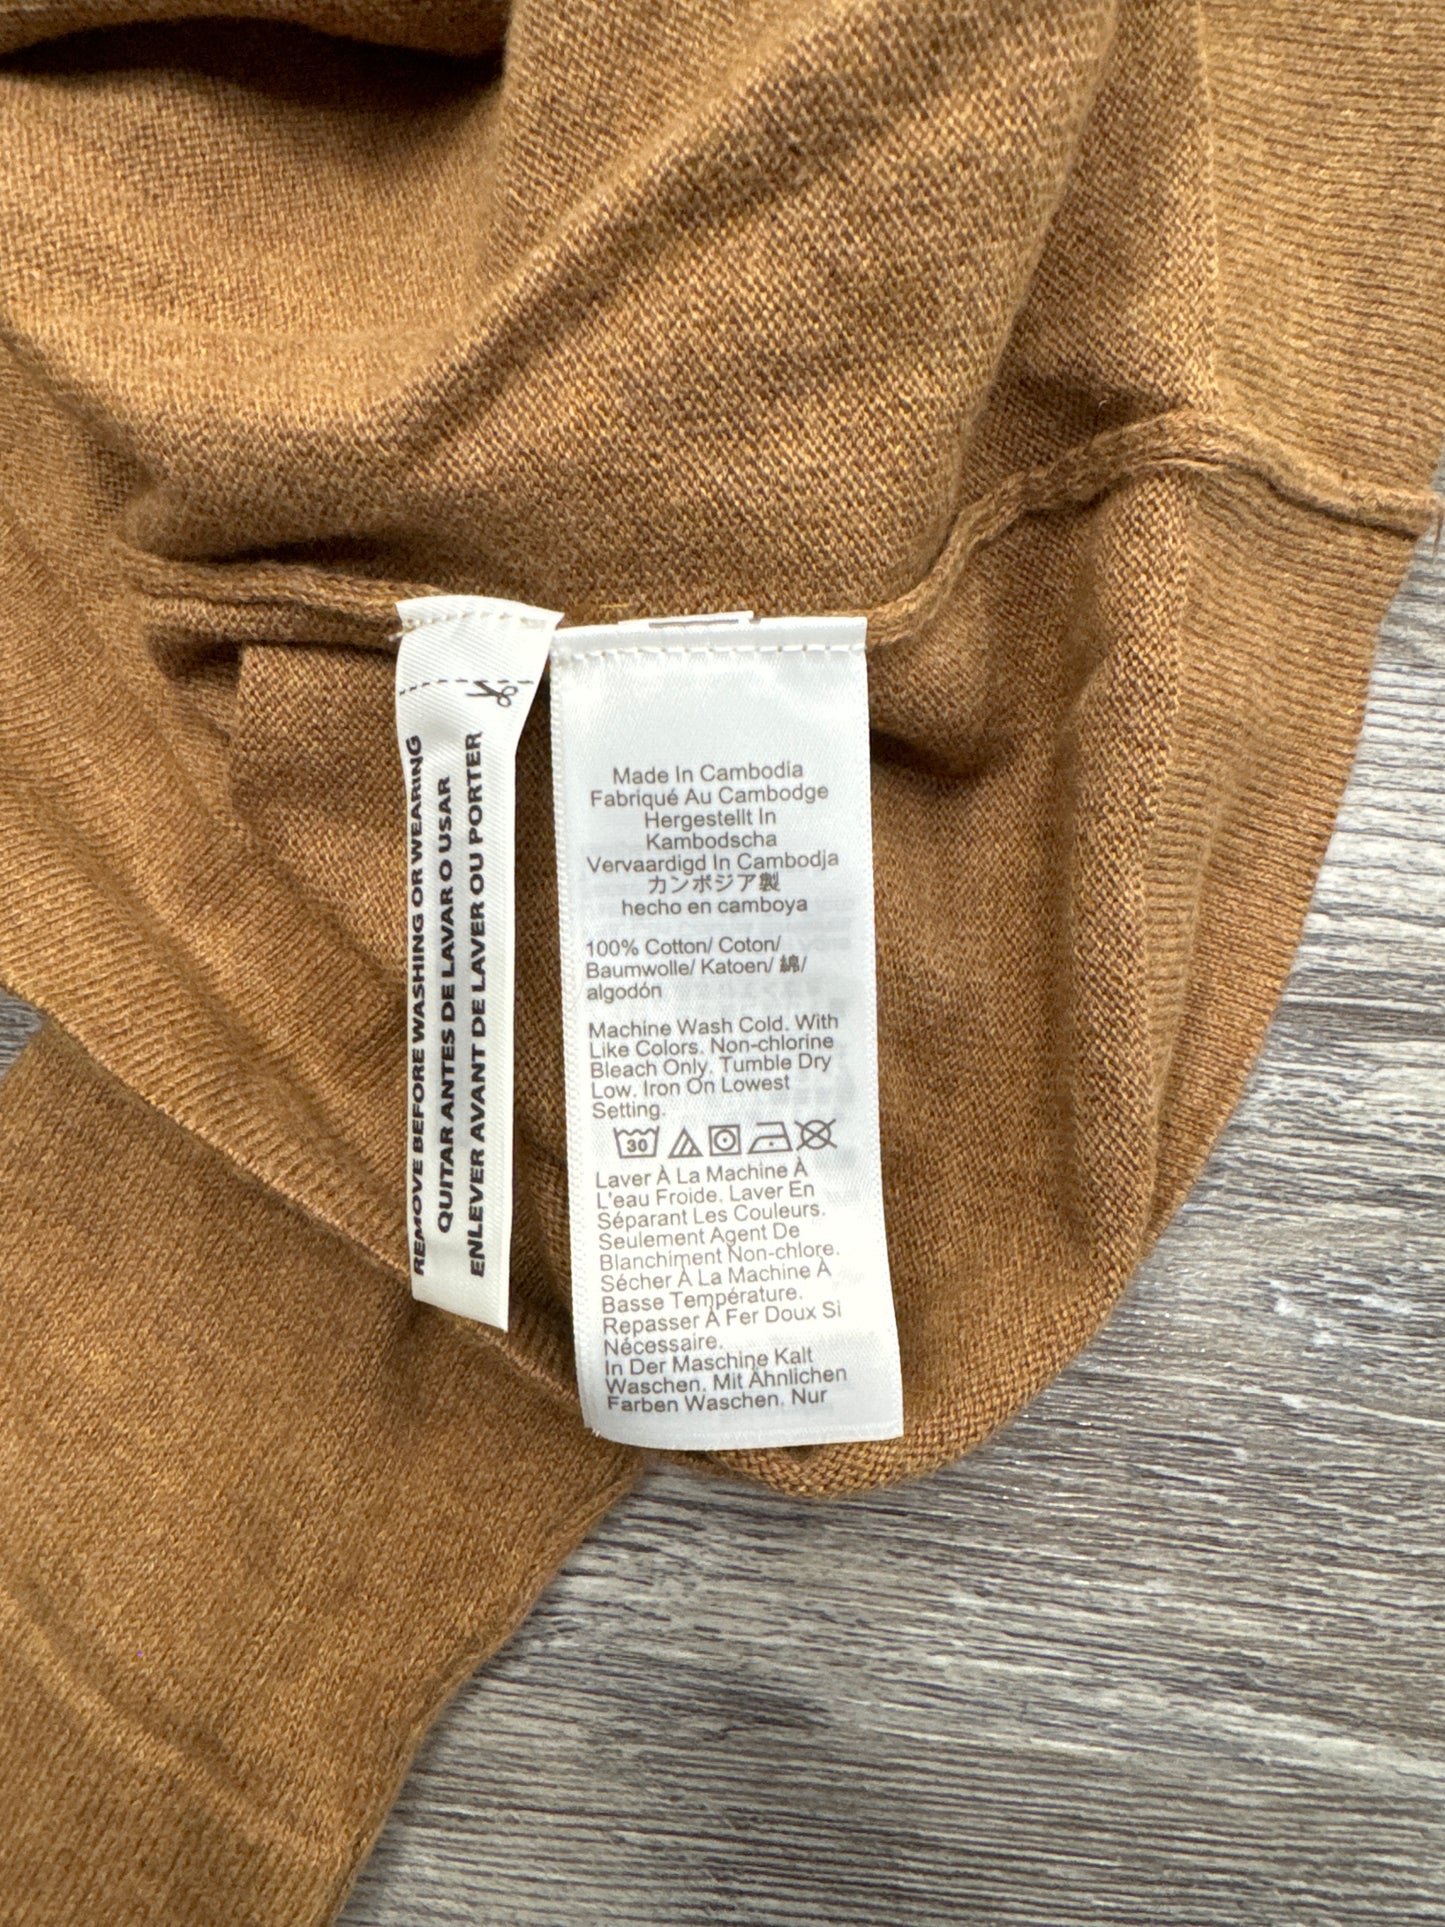 REMOVE BEFORE WASHING OR WEARING
QUITAR ANTES DE LAVAR O USAR
ENLEVER AVANT DE LAVER OU PORTER
Made In Cambodia
Fabriqué Au Cambodge
Hergestellt In
Kambodscha
Vervaardigd In Cambodja
カンボジア製
hecho en camboya
100% Cotton/ Coton/
Baumwolle/ Katoen/ 綿/
algodón
Machine Wash Cold. With
Like Colors. Non-chlorine
Bleach Only. Tumble Dry
Low. Iron On Lowest
Setting.
30
Laver À La Machine À
L'eau Froide. Laver En
Séparant Les Couleurs.
Seulement Agent De
Blanchiment Non-chlore.
Sécher À La Machine À
Basse Température.
Repasser À Fer Doux Si
Nécessaire.
In Der Maschine Kalt
Waschen. Mit Ähnlichen
Farben Waschen. Nur